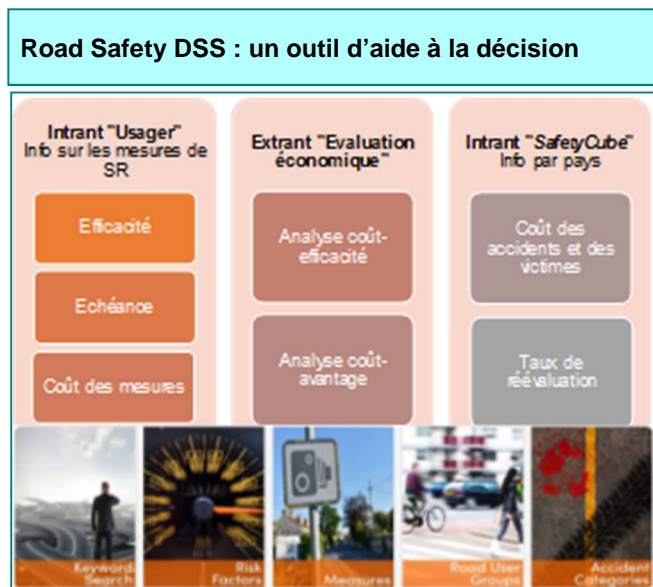 Road Safety DSS : un outil d’aide à la décision
Intrant "Usager"
Info sur les mesures de
SR
Efficacité
Echéance
Coût des mesures
Extrant "Evaluation
économique"
Analyse coût-
efficacité
Analyse coût-
avantage
Intrant "SafetyCube"
Info par pays
Coût des
accidents et des
victimes
Taux de
réévaluation
Keyword
Search
Risk
Factors
Measures
Road User
Groups
Accident
Categories